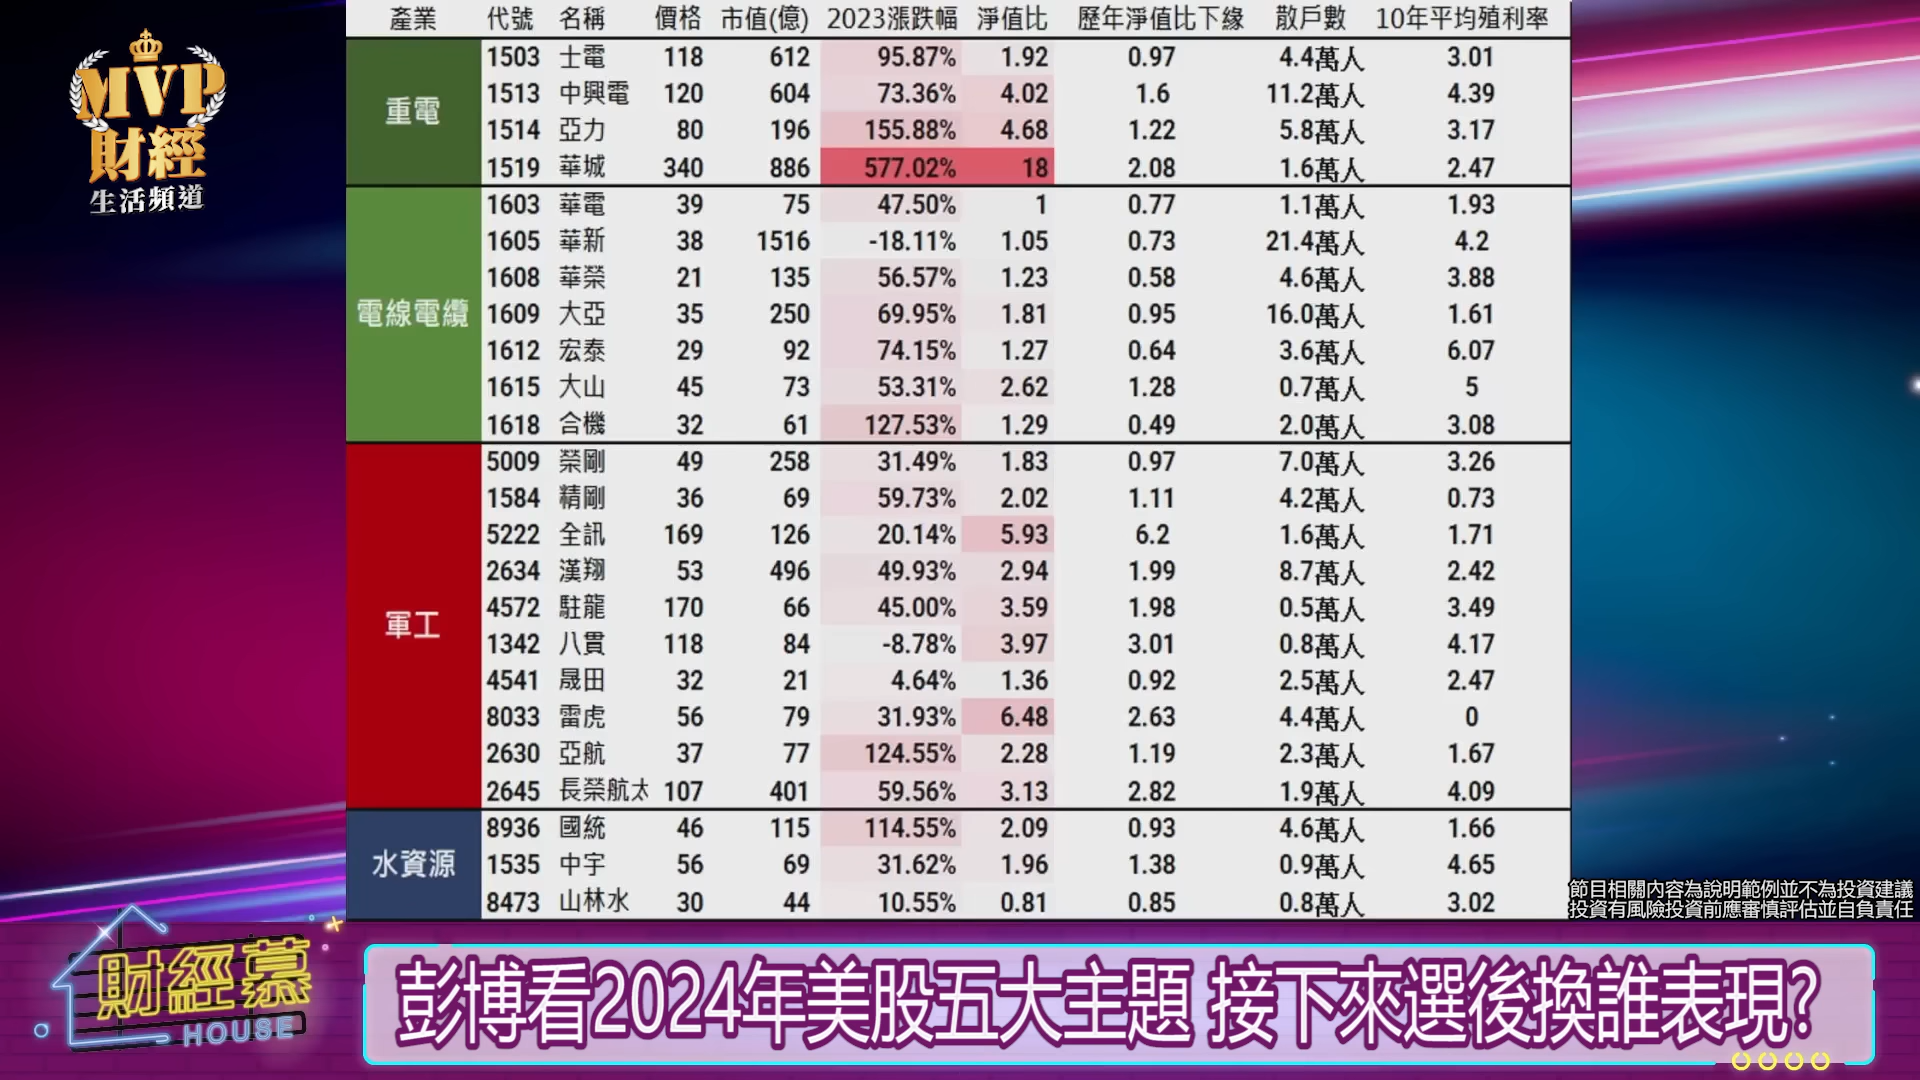 MVP
財經
生活頻道
產業 代號 名稱 價格 市值(億) 2023漲跌幅 淨值比 歷年淨值比下緣 散戶數 10年平均殖利率
重電
1503 士電 118 612 95.87% 1.92 0.97 4.4萬人 3.01
1513 中興電 120 604 73.36% 4.02 1.6 11.2萬人 4.39
1514 亞力 80 196 155.88% 4.68 1.22 5.8萬人 3.17
1519 華城 340 886 577.02% 18 2.08 1.6萬人 2.47
電線電纜
1603 華電 39 75 47.50% 1 0.77 1.1萬人 1.93
1605 華新 38 1516 -18.11% 1.05 0.73 21.4萬人 4.2
1608 華榮 21 135 56.57% 1.23 0.58 4.6萬人 3.88
1609 大亞 35 250 69.95% 1.81 0.95 16.0萬人 1.61
1612 宏泰 29 92 74.15% 1.27 0.64 3.6萬人 6.07
1615 大山 45 73 53.31% 2.62 1.28 0.7萬人 5
1618 合機 32 61 127.53% 1.29 0.49 2.0萬人 3.08
軍工
5009 榮剛 49 258 31.49% 1.83 0.97 7.0萬人 3.26
1584 精剛 36 69 59.73% 2.02 1.11 4.2萬人 0.73
5222 全訊 169 126 20.14% 5.93 6.2 1.6萬人 1.71
2634 漢翔 53 496 49.93% 2.94 1.99 8.7萬人 2.42
4572 駐龍 170 66 45.00% 3.59 1.98 0.5萬人 3.49
1342 八貫 118 84 -8.78% 3.97 3.01 0.8萬人 4.17
4541 晟田 32 21 4.64% 1.36 0.92 2.5萬人 2.47
8033 雷虎 56 79 31.93% 6.48 2.63 4.4萬人 0
2630 亞航 37 77 124.55% 2.28 1.19 2.3萬人 1.67
2645 長榮航太 107 401 59.56% 3.13 2.82 1.9萬人 4.09
水資源
8936 國統 46 115 114.55% 2.09 0.93 4.6萬人 1.66
1535 中宇 56 69 31.62% 1.96 1.38 0.9萬人 4.65
8473 山林水 30 44 10.55% 0.81 0.85 0.8萬人 3.02
節目相關內容為說明範例並不為投資建議
投資有風險投資前應審慎評估並自負責任
財經慕
HOUSE
彭博看2024年美股五大主題 接下來選後換誰表現?